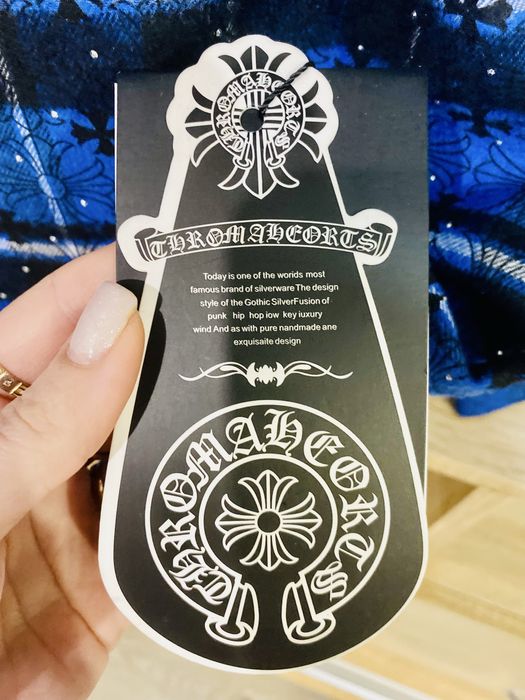 THROMAHEORTS
THROMAHEORTS
Today is one of the worids most
famous brand of silverware The design
style of the Gothic SilverFusion of
punk hip hop iow key iuxury
wind And as with pure nandmade ane
exquisaite design
THROMAHEORTS